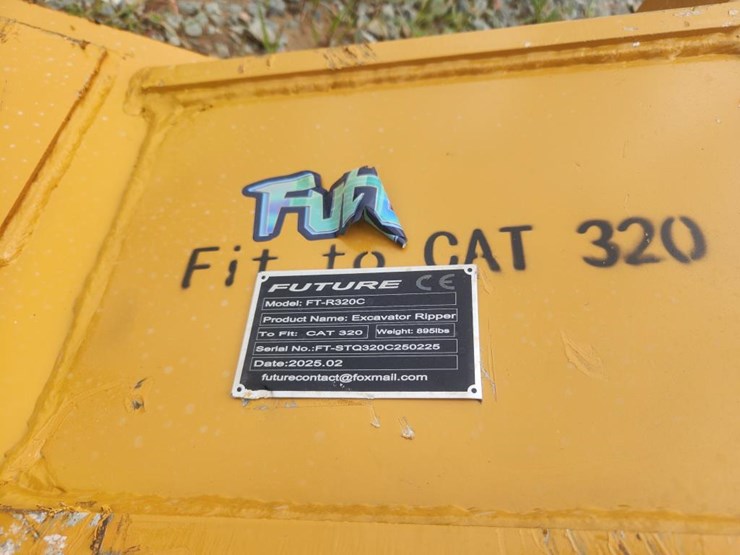 Fut
Fit to CAT 320
FUTURE CE
Model: FT-R320C
Product Name: Excavator Ripper
To Fit: CAT 320 Weight: 895lbs
Serial No.:FT-STQ320C250225
Date:2025.02
futurecontact@foxmail.com